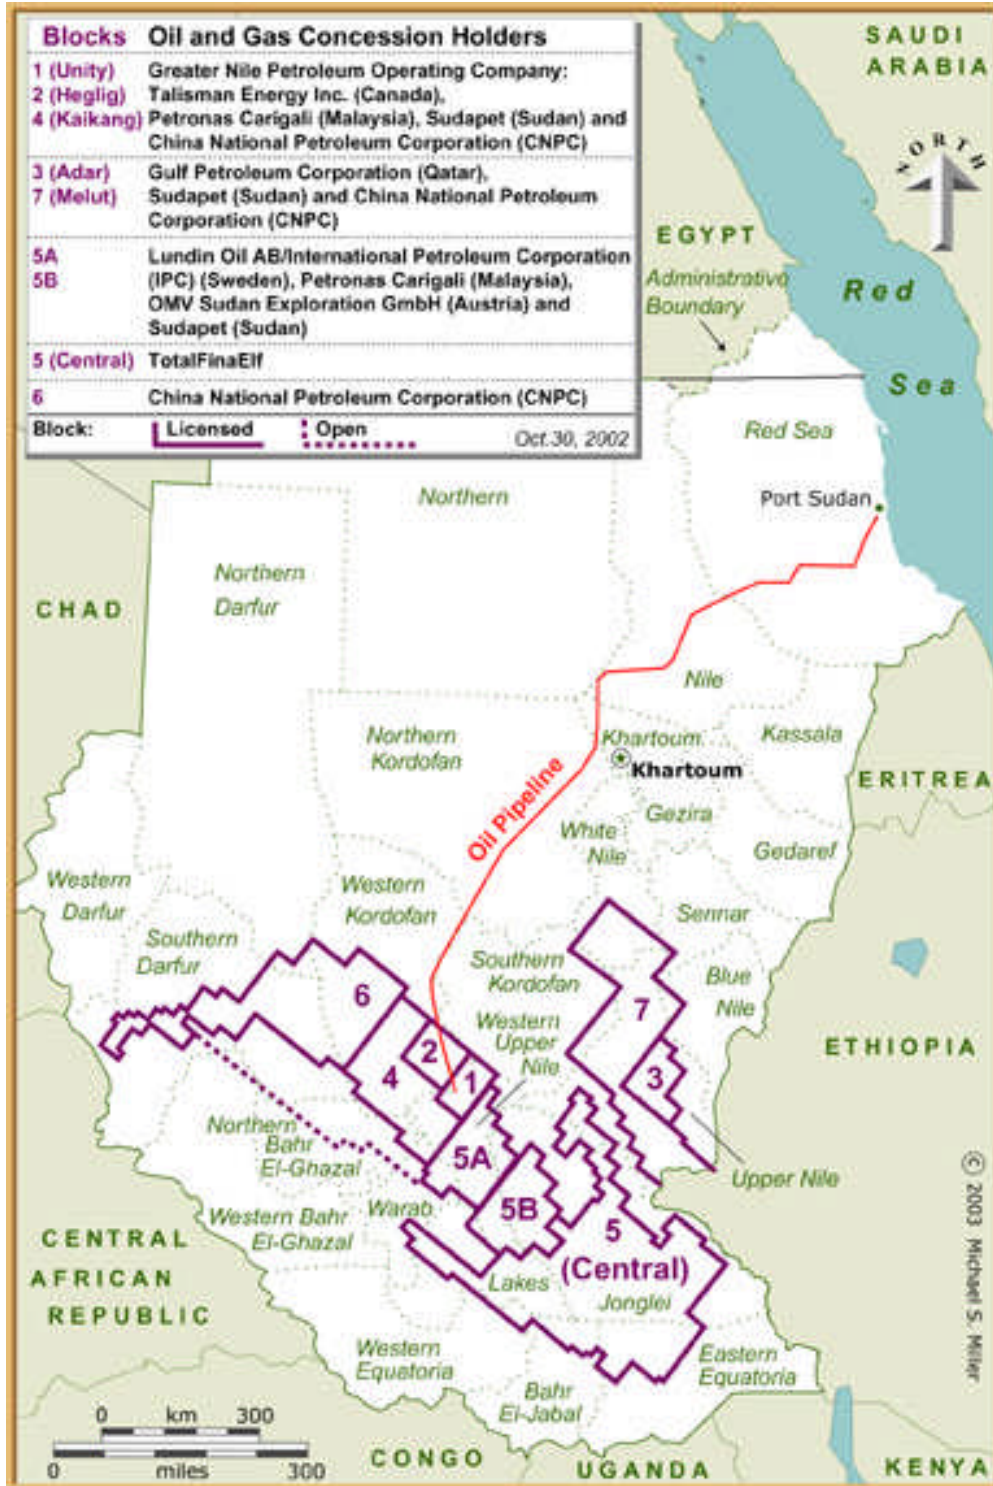 Blocks Oil and Gas Concession Holders
1 (Unity) Greater Nile Petroleum Operating Company:
2 (Heglig) Talisman Energy Inc. (Canada),
4 (Kaikang) Petronas Carigali (Malaysia), Sudapet (Sudan) and
China National Petroleum Corporation (CNPC)
3 (Adar) Gulf Petroleum Corporation (Qatar),
7 (Melut) Sudapet (Sudan) and China National Petroleum
Corporation (CNPC)
5A Lundin Oil AB/International Petroleum Corporation
5B (IPC) (Sweden), Petronas Carigali (Malaysia),
OMV Sudan Exploration GmbH (Austria) and
Sudapet (Sudan)
5 (Central) TotalFinaElf
6 China National Petroleum Corporation (CNPC)
Block: Licensed Open Oct.30, 2002
SAUDI
ARABIA
NORTH
EGYPT
Administrative
Boundary
Red
Sea
Red Sea
Port Sudan
Northern
Northern
Darfur
CHAD
Nile
Northern
Kordofan
Khartoum
Khartoum
Kassala
ERITREA
Oil Pipeline
Gezira
White
Nile
Gedaref
Western
Darfur
Western
Kordofan
Sennar
Southern
Darfur
Southern
Kordofan
Blue
Nile
6
7
Western
Upper
Nile
ETHIOPIA
2
4
1
3
Northern
Bahr
El-Ghazal
5A
Upper Nile
Warab
5B
5
(Central)
Western Bahr
El-Ghazal
CENTRAL
AFRICAN
REPUBLIC
Lakes
Jonglei
Western
Equatoria
Eastern
Equatoria
Bahr
El-Jabal
© 2003 Michael S. Miller
0 km 300
0 miles 300
CONGO
UGANDA
KENYA